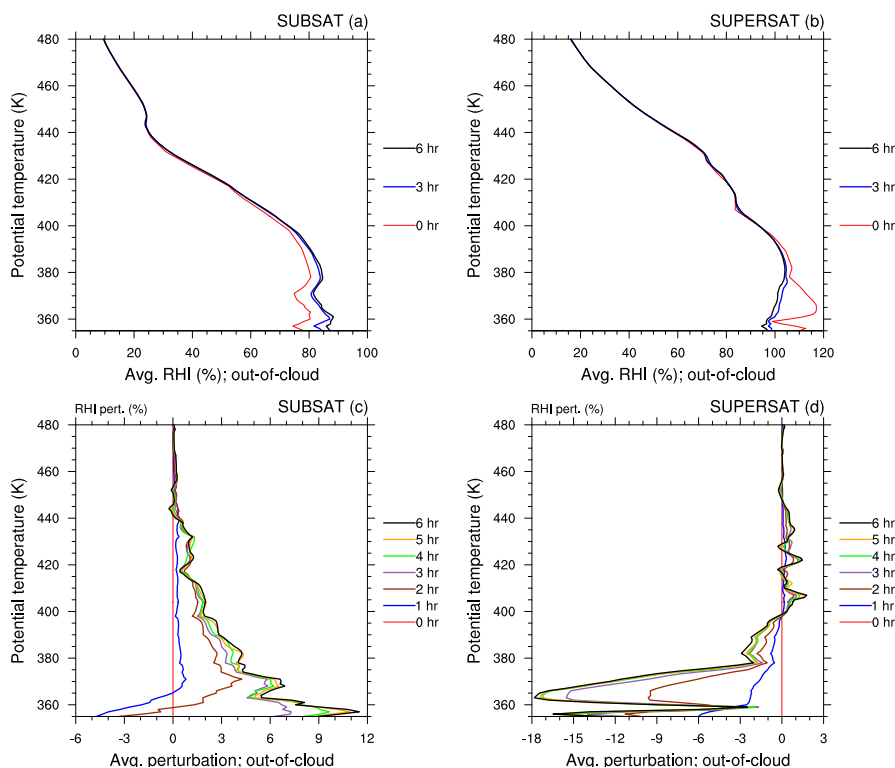 SUBSAT (a)
480
460
440
420
400
380
360
Potential temperature (K)
0 20 40 60 80 100
Avg. RHI (%); out-of-cloud
6 hr
3 hr
0 hr
SUPERSAT (b)
480
460
440
420
400
380
360
Potential temperature (K)
0 20 40 60 80 100 120
Avg. RHI (%); out-of-cloud
6 hr
3 hr
0 hr
RHI pert. (%) SUBSAT (c)
480
460
440
420
400
380
360
Potential temperature (K)
-6 -3 0 3 6 9 12
Avg. perturbation; out-of-cloud
6 hr
5 hr
4 hr
3 hr
2 hr
1 hr
0 hr
RHI pert. (%) SUPERSAT (d)
480
460
440
420
400
380
360
Potential temperature (K)
-18 -15 -12 -9 -6 -3 0 3
Avg. perturbation; out-of-cloud
6 hr
5 hr
4 hr
3 hr
2 hr
1 hr
0 hr